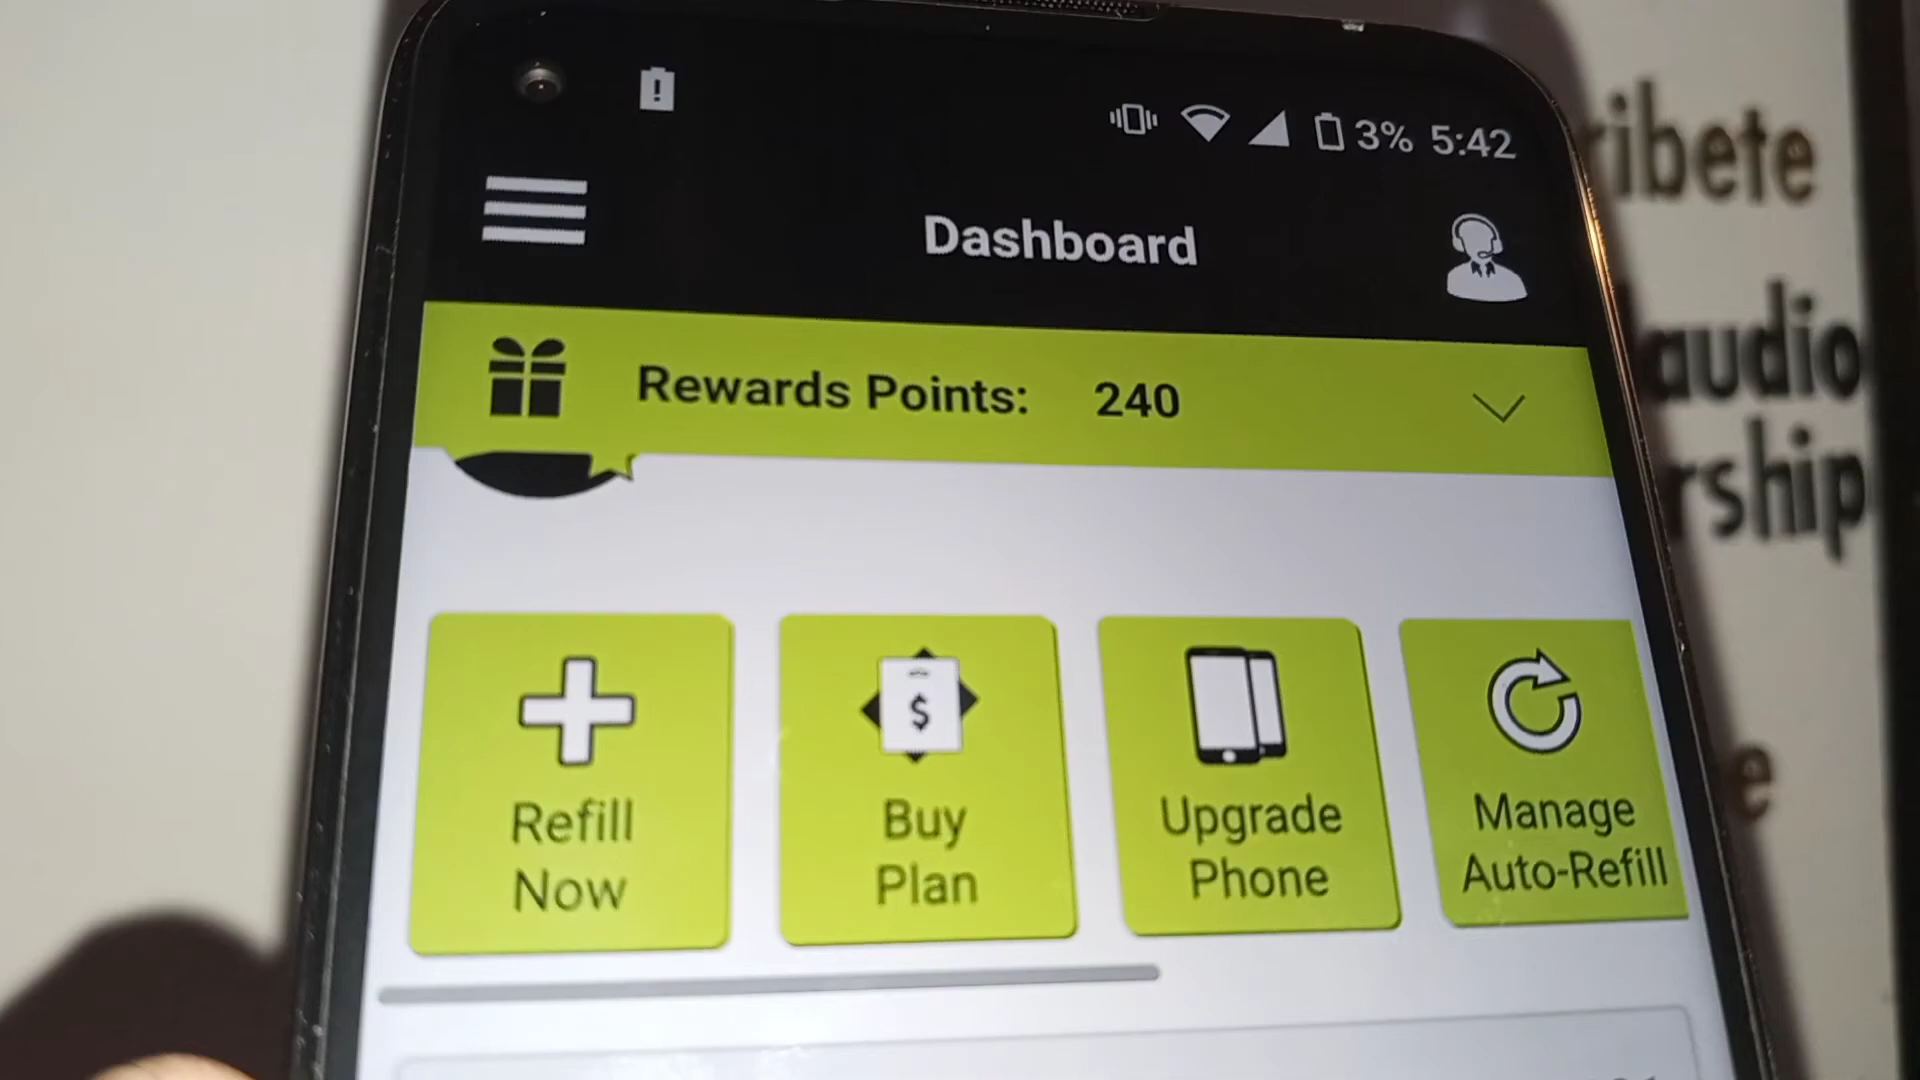 3% 5:42
Dashboard
Rewards Points: 240
Refill
Now
$
Buy
Plan
Upgrade
Phone
Manage
Auto-Refill
ribete
audio
rship
e